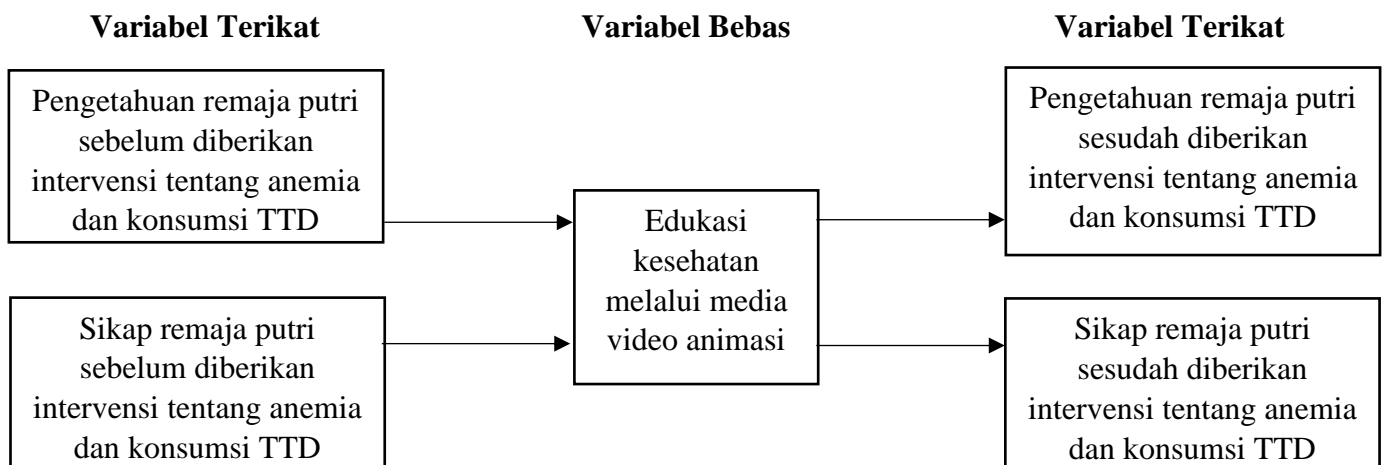 Variabel Terikat
Variabel Bebas
Variabel Terikat
Pengetahuan remaja putri
sebelum diberikan
intervensi tentang anemia
dan konsumsi TTD
Sikap remaja putri
sebelum diberikan
intervensi tentang anemia
dan konsumsi TTD
Edukasi
kesehatan
melalui media
video animasi
Pengetahuan remaja putri
sesudah diberikan
intervensi tentang anemia
dan konsumsi TTD
Sikap remaja putri
sesudah diberikan
intervensi tentang anemia
dan konsumsi TTD